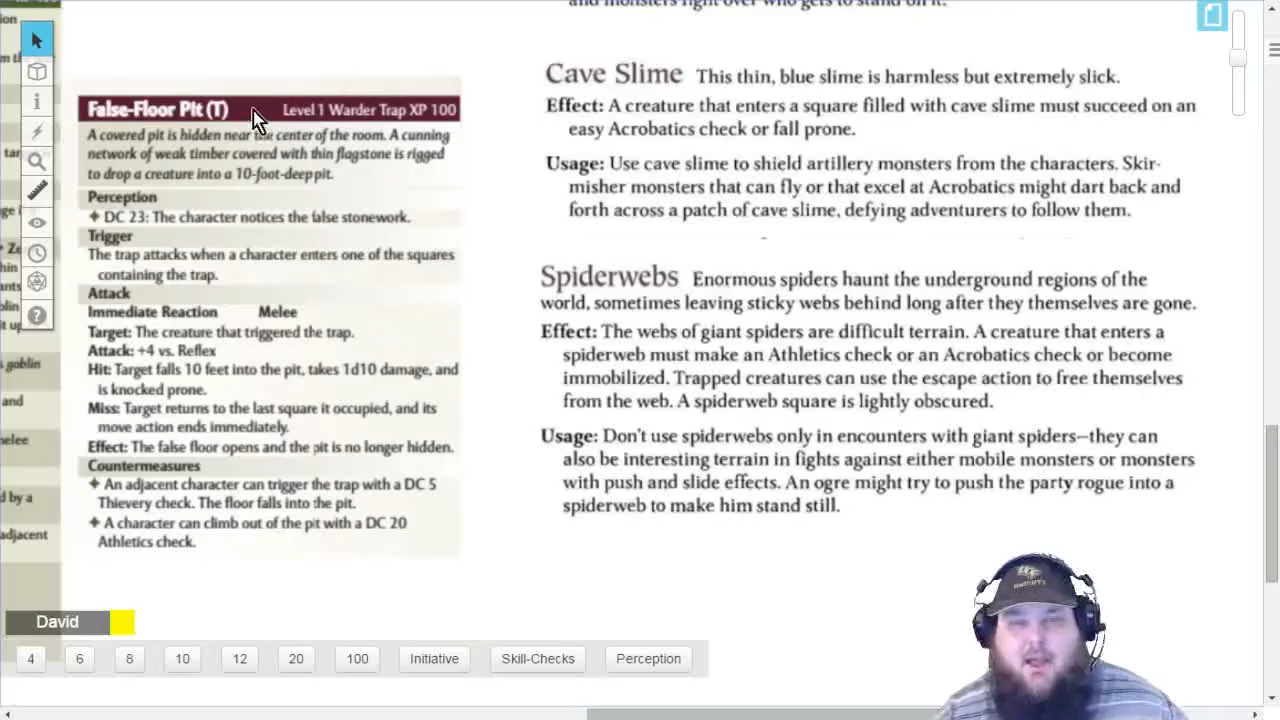 and monsters fight over who gets to stand on it.
False-Floor Pit (T) Level 1 Warder Trap XP 100
A covered pit is hidden near the center of the room. A cunning
network of weak timber covered with thin flagstone is rigged
to drop a creature into a 10-foot-deep pit.
Perception
✦ DC 23: The character notices the false stonework.
Trigger
The trap attacks when a character enters one of the squares
containing the trap.
Attack
Immediate Reaction Melee
Target: The creature that triggered the trap.
Attack: +4 vs. Reflex
Hit: Target falls 10 feet into the pit, takes 1d10 damage, and
is knocked prone.
Miss: Target returns to the last square it occupied, and its
move action ends immediately.
Effect: The false floor opens and the pit is no longer hidden.
Countermeasures
✦ An adjacent character can trigger the trap with a DC 5
Thievery check. The floor falls into the pit.
✦ A character can climb out of the pit with a DC 20
Athletics check.
Cave Slime This thin, blue slime is harmless but extremely slick.
Effect: A creature that enters a square filled with cave slime must succeed on an
easy Acrobatics check or fall prone.
Usage: Use cave slime to shield artillery monsters from the characters. Skir-
misher monsters that can fly or that excel at Acrobatics might dart back and
forth across a patch of cave slime, defying adventurers to follow them.
Spiderwebs Enormous spiders haunt the underground regions of the
world, sometimes leaving sticky webs behind long after they themselves are gone.
Effect: The webs of giant spiders are difficult terrain. A creature that enters a
spiderweb must make an Athletics check or an Acrobatics check or become
immobilized. Trapped creatures can use the escape action to free themselves
from the web. A spiderweb square is lightly obscured.
Usage: Don't use spiderwebs only in encounters with giant spiders—they can
also be interesting terrain in fights against either mobile monsters or monsters
with push and slide effects. An ogre might try to push the party rogue into a
spiderweb to make him stand still.
goblin
and
d by a
adjacent
David
4 6 8 10 12 20 100 Initiative Skill-Checks Perception